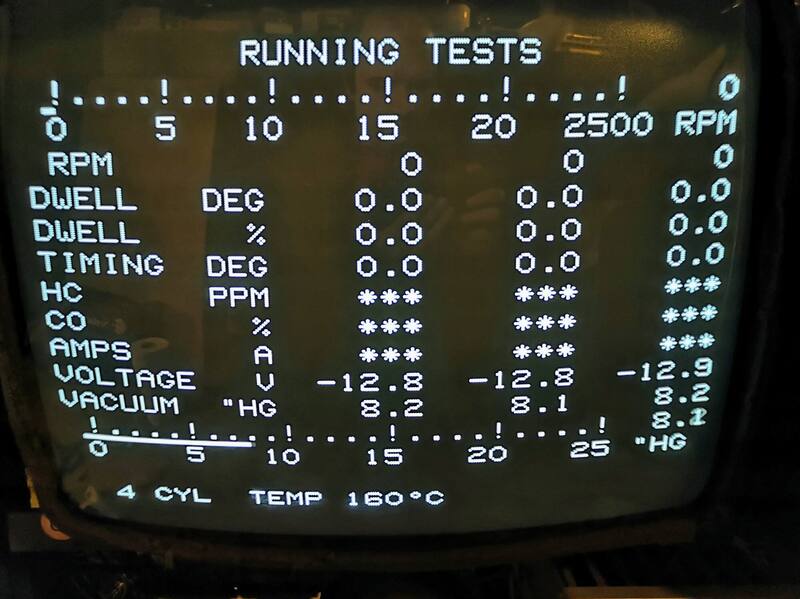 RUNNING TESTS
!....!....!....!....!....! 0
0 5 10 15 20 2500 RPM
RPM 0 0 0
DWELL DEG 0.0 0.0 0.0
DWELL % 0.0 0.0 0.0
TIMING DEG 0.0 0.0 0.0
HC PPM *** *** ***
CO % *** *** ***
AMPS A *** *** ***
VOLTAGE V -12.8 -12.8 -12.9
VACUUM "HG 8.2 8.1 8.2
!....!....!....!....!....! 8.2
0 5 10 15 20 25 "HG
4 CYL TEMP 160°C